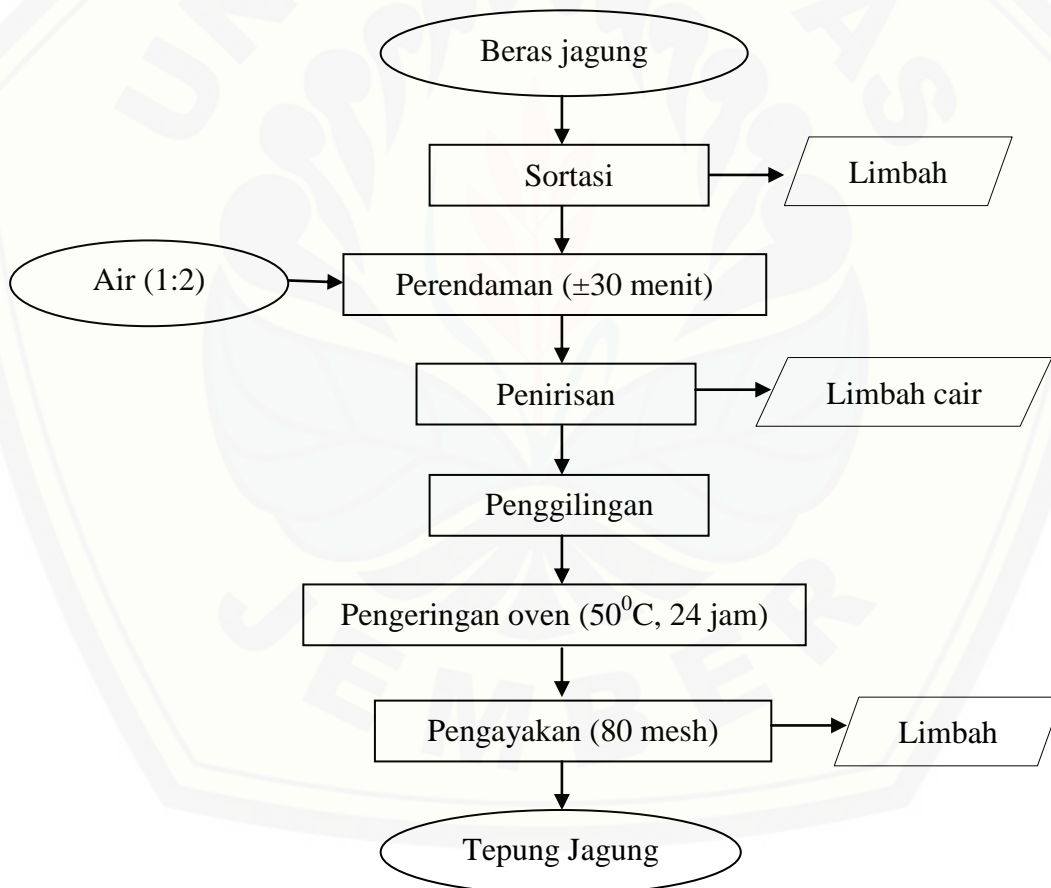 Beras jagung
Sortasi
Limbah
Air (1:2)
Perendaman (±30 menit)
Penirisan
Limbah cair
Penggilingan
Pengeringan oven (50⁰C, 24 jam)
Pengayakan (80 mesh)
Limbah
Tepung Jagung
JEMBER